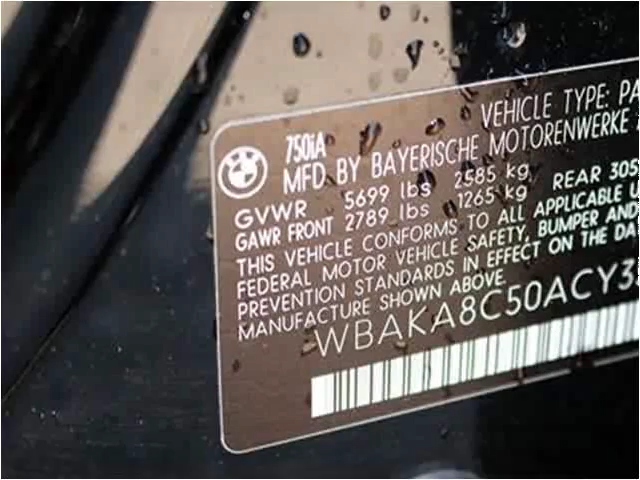 VEHICLE TYPE: PA
750iA
MFD. BY BAYERISCHE MOTORENWERKE
GVWR 5699 lbs 2585 kg
GAWR FRONT 2789 lbs 1265 kg REAR 305
THIS VEHICLE CONFORMS TO ALL APPLICABLE
FEDERAL MOTOR VEHICLE SAFETY, BUMPER AND
PREVENTION STANDARDS IN EFFECT ON THE DA
MANUFACTURE SHOWN ABOVE.
WBAKA8C50ACY3